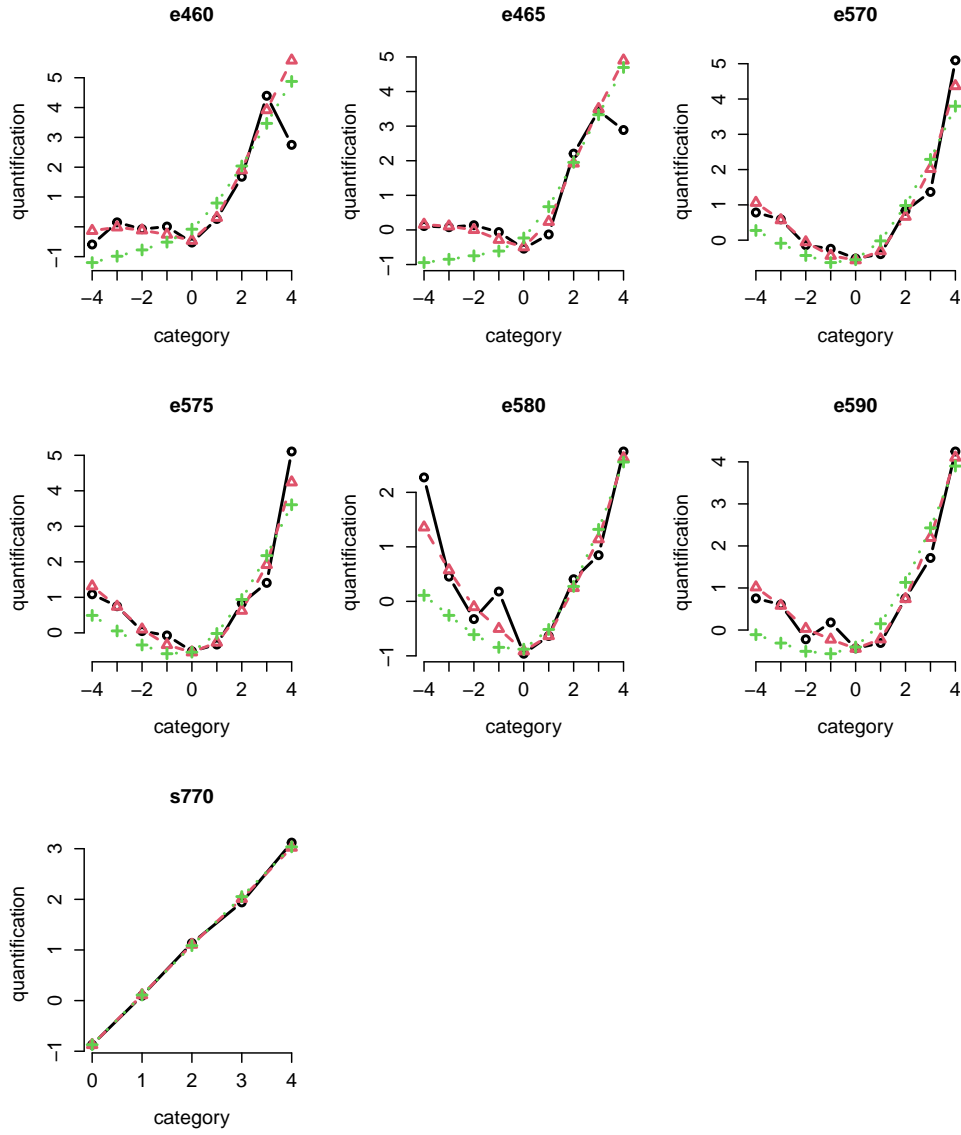 e460
quantification
−1 1 2 3 4 5
−4 −2 0 2 4
category
e465
quantification
−1 0 1 2 3 4 5
−4 −2 0 2 4
category
e570
quantification
0 1 2 3 4 5
−4 −2 0 2 4
category
e575
quantification
0 1 2 3 4 5
−4 −2 0 2 4
category
e580
quantification
−1 0 1 2
−4 −2 0 2 4
category
e590
quantification
0 1 2 3 4
−4 −2 0 2 4
category
s770
quantification
−1 0 1 2 3
0 1 2 3 4
category